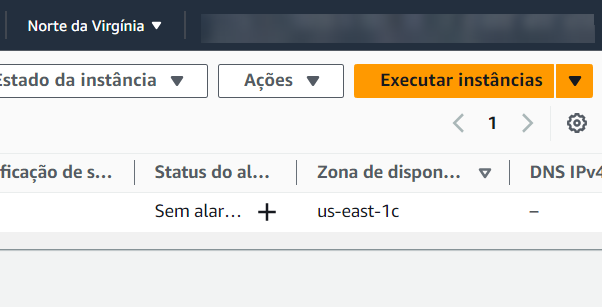 Norte da Virgínia
Estado da instância
Ações
Executar instâncias
1
ficação de s...
Status do al...
Zona de dispon...
DNS IPv4
Sem alar...
us-east-1c
–